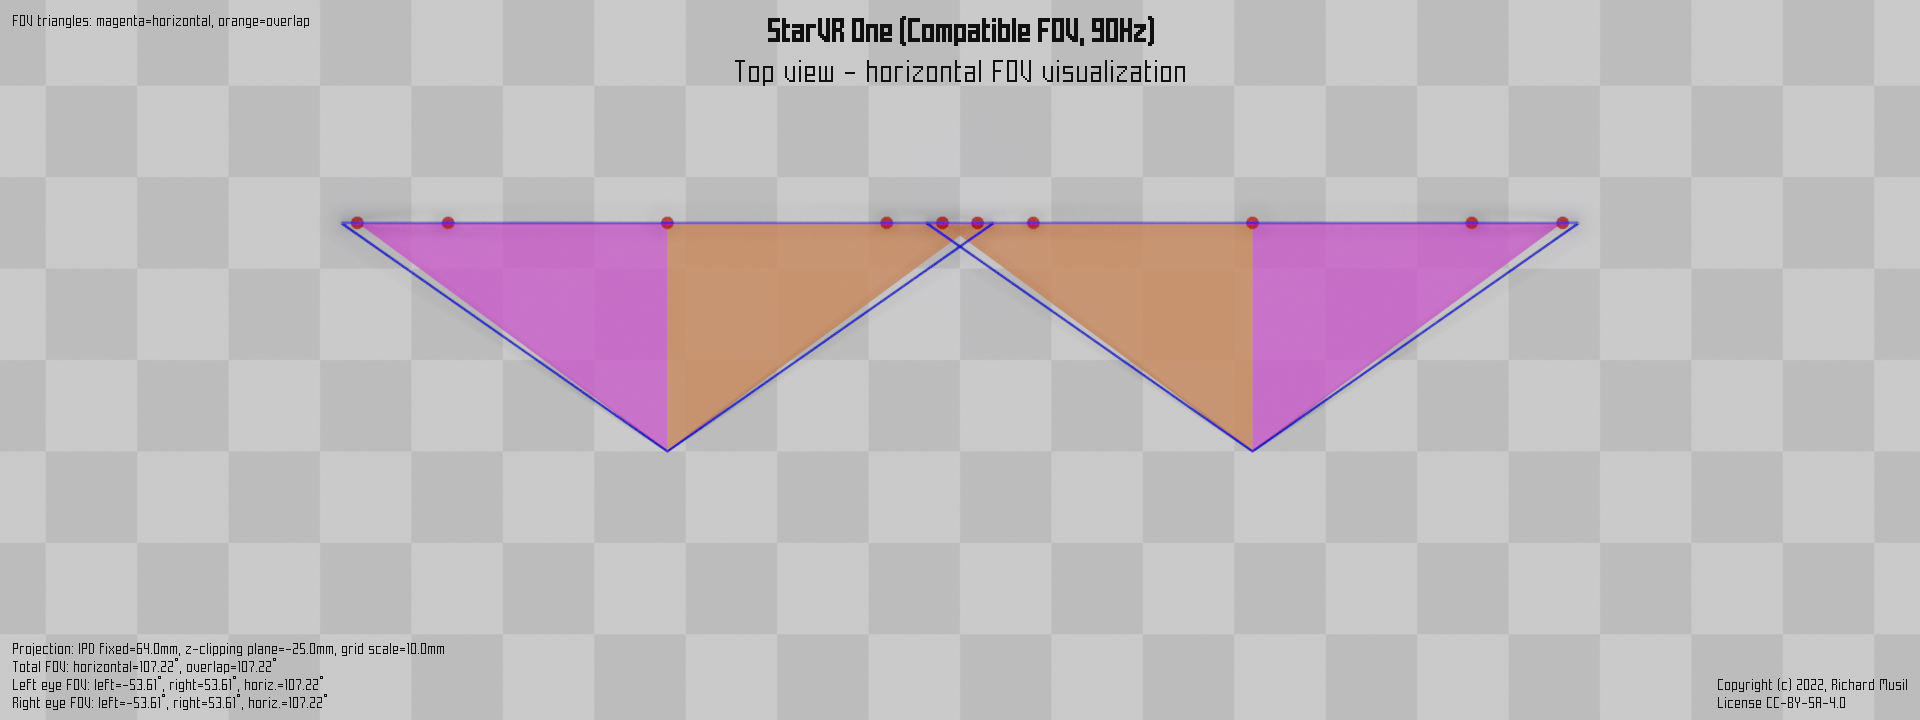 FOV triangles: magenta=horizontal, orange=overlap
StarVR One (Compatible FOV, 90Hz)
Top view - horizontal FOV visualization
Projection: IPD fixed=64.0mm, z-clipping plane=-25.0mm, grid scale=10.0mm
Total FOV: horizontal=107.22°, overlap=107.22°
Left eye FOV: left=-53.61°, right=53.61°, horiz.=107.22°
Right eye FOV: left=-53.61°, right=53.61°, horiz.=107.22°
Copyright (c) 2022, Richard Musil
License CC-BY-SA-4.0